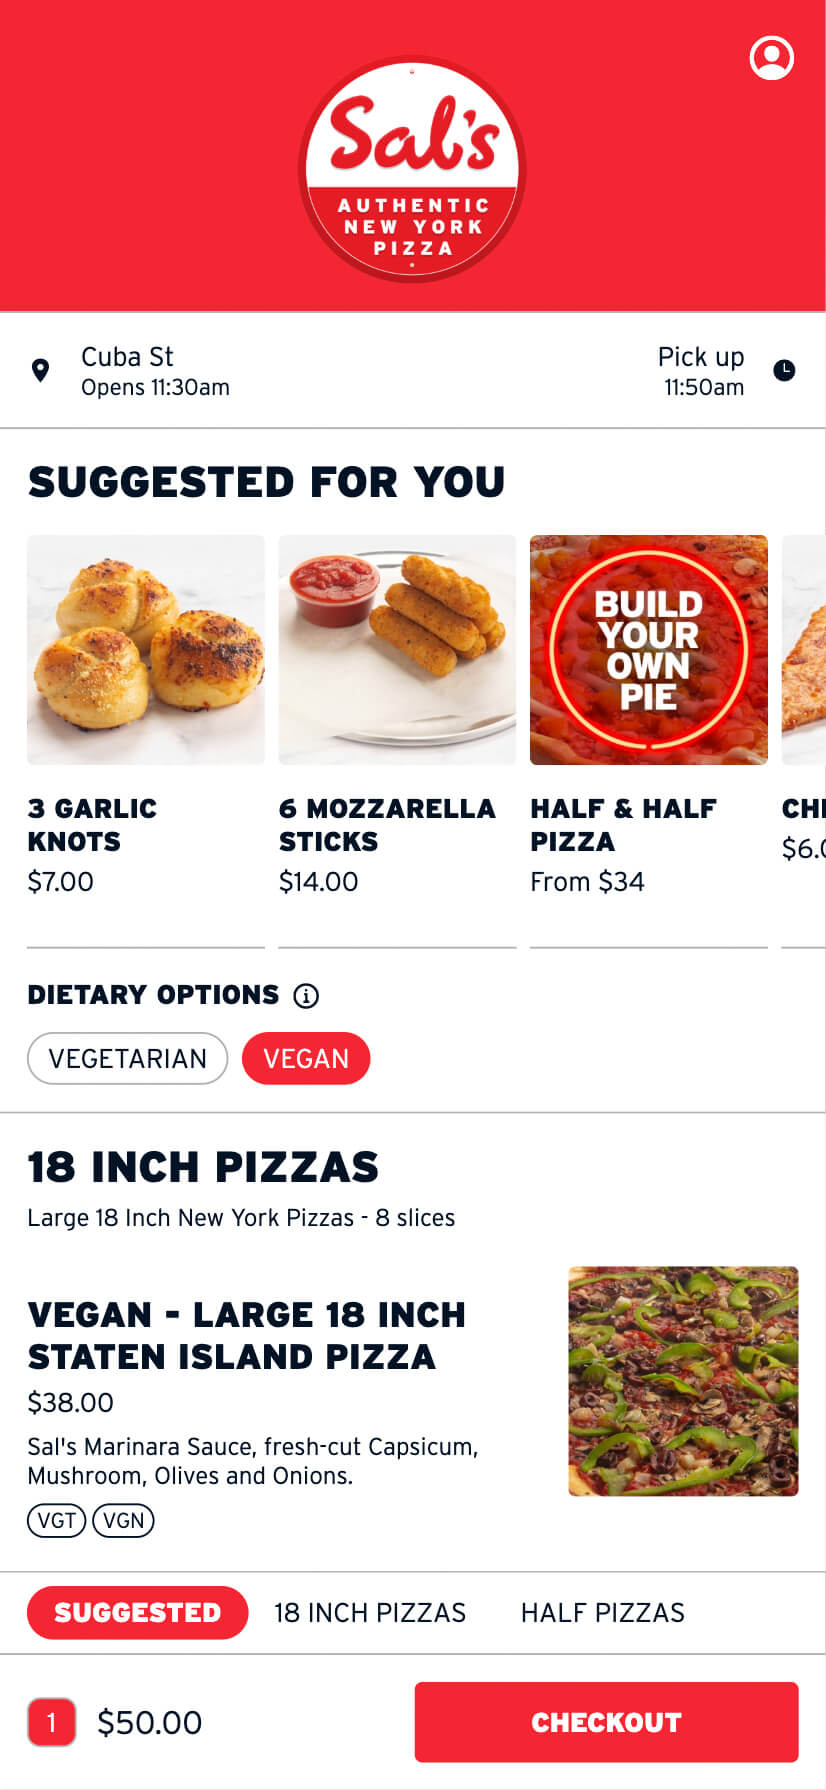 Sal's
AUTHENTIC
NEW YORK
PIZZA
Cuba St
Opens 11:30am
Pick up
11:50am
SUGGESTED FOR YOU
BUILD
YOUR
OWN
PIE
3 GARLIC
KNOTS
$7.00
6 MOZZARELLA
STICKS
$14.00
HALF & HALF
PIZZA
From $34
DIETARY OPTIONS
VEGETARIAN
VEGAN
18 INCH PIZZAS
Large 18 Inch New York Pizzas - 8 slices
VEGAN - LARGE 18 INCH
STATEN ISLAND PIZZA
$38.00
Sal's Marinara Sauce, fresh-cut Capsicum,
Mushroom, Olives and Onions.
VGT VGN
SUGGESTED 18 INCH PIZZAS HALF PIZZAS
1 $50.00 CHECKOUT